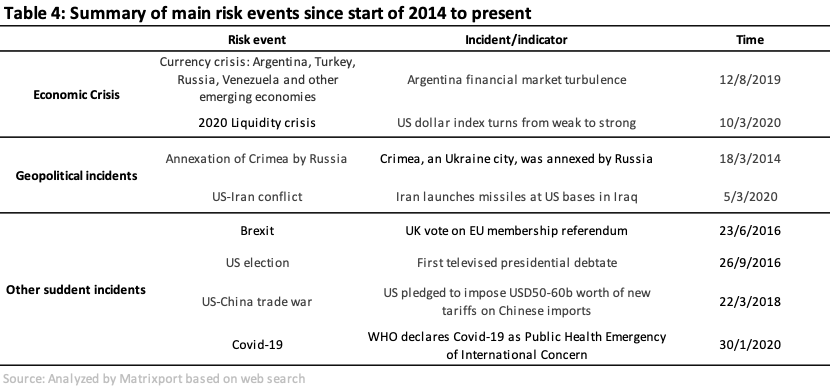 Table 4: Summary of main risk events since start of 2014 to present
Risk event Incident/indicator Time
Economic Crisis
Currency crisis: Argentina, Turkey,
Russia, Venezuela and other
emerging economies
Argentina financial market turbulence
12/8/2019
2020 Liquidity crisis US dollar index turns from weak to strong 10/3/2020
Geopolitical incidents
Annexation of Crimea by Russia Crimea, an Ukraine city, was annexed by Russia 18/3/2014
US-Iran conflict Iran launches missiles at US bases in Iraq 5/3/2020
Other suddent incidents
Brexit UK vote on EU membership referendum 23/6/2016
US election First televised presidential debtate 26/9/2016
US-China trade war
US pledged to impose USD50-60b worth of new
tariffs on Chinese imports
22/3/2018
Covid-19
WHO declares Covid-19 as Public Health Emergency
of International Concern
30/1/2020
Source: Analyzed by Matrixport based on web search